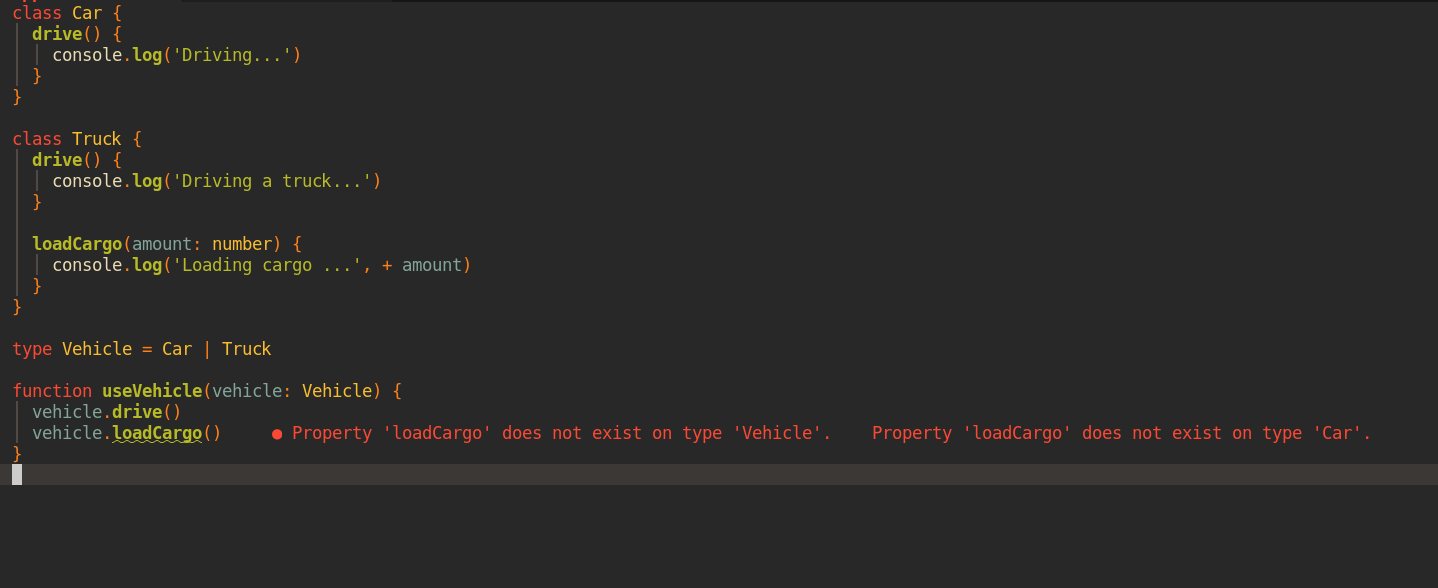 class Car {
  drive() {
    console.log('Driving...')
  }
}

class Truck {
  drive() {
    console.log('Driving a truck...')
  }

  loadCargo(amount: number) {
    console.log('Loading cargo ...', + amount)
  }
}

type Vehicle = Car | Truck

function useVehicle(vehicle: Vehicle) {
  vehicle.drive()
  vehicle.loadCargo()     ● Property 'loadCargo' does not exist on type 'Vehicle'.    Property 'loadCargo' does not exist on type 'Car'.
}